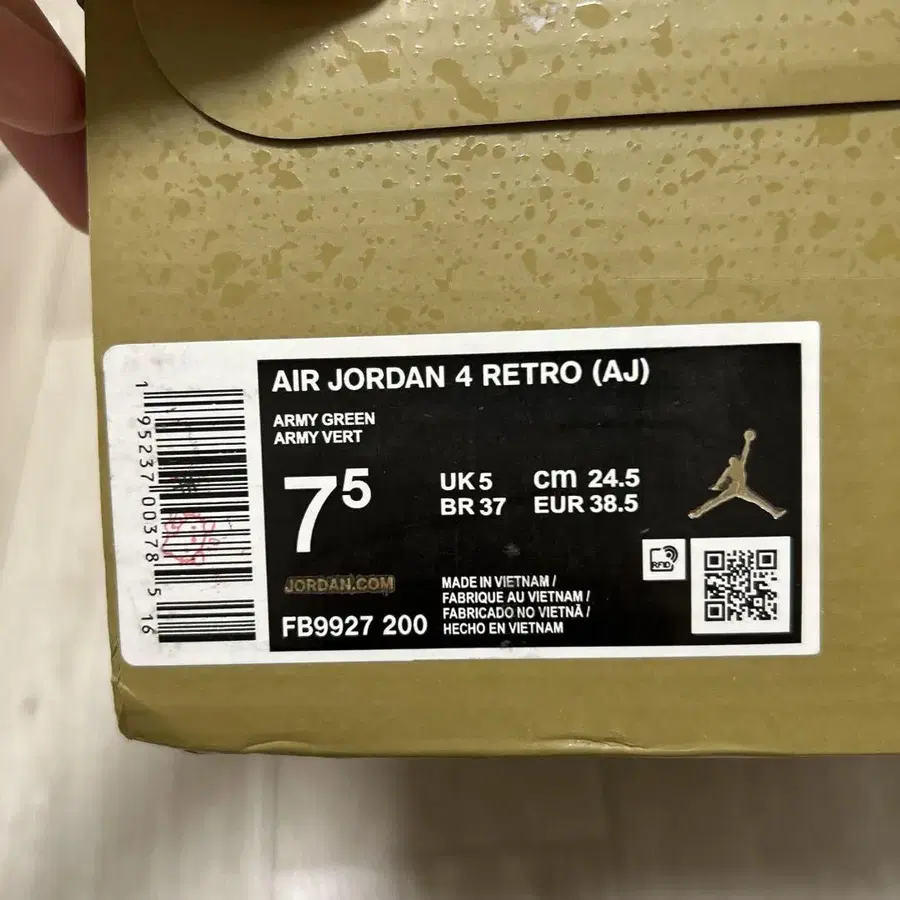 AIR JORDAN 4 RETRO (AJ)
ARMY GREEN
ARMY VERT
7⁵
UK 5
cm 24.5
BR 37
EUR 38.5
JORDAN.COM
FB9927 200
MADE IN VIETNAM /
FABRIQUE AU VIETNAM /
FABRICADO NO VIETNÃ /
HECHO EN VIETNAM
RFID
1 95237 00378 5 16